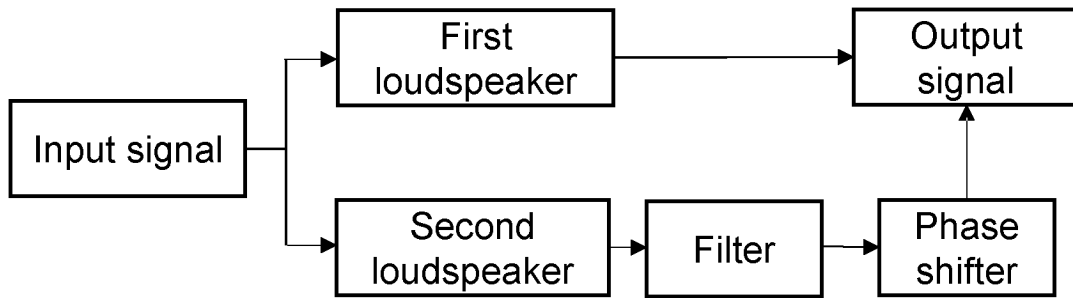 First
loudspeaker
Output
signal
Input signal
Second
loudspeaker
Filter
Phase
shifter